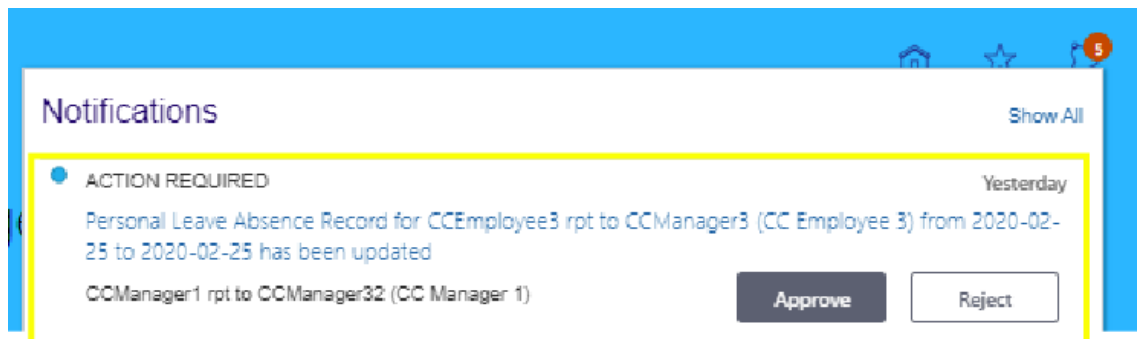 5
Notifications
Show All
ACTION REQUIRED
Yesterday
Personal Leave Absence Record for CCEmployee3 rpt to CCManager3 (CC Employee 3) from 2020-02-
25 to 2020-02-25 has been updated
CCManager1 rpt to CCManager32 (CC Manager 1)
Approve
Reject